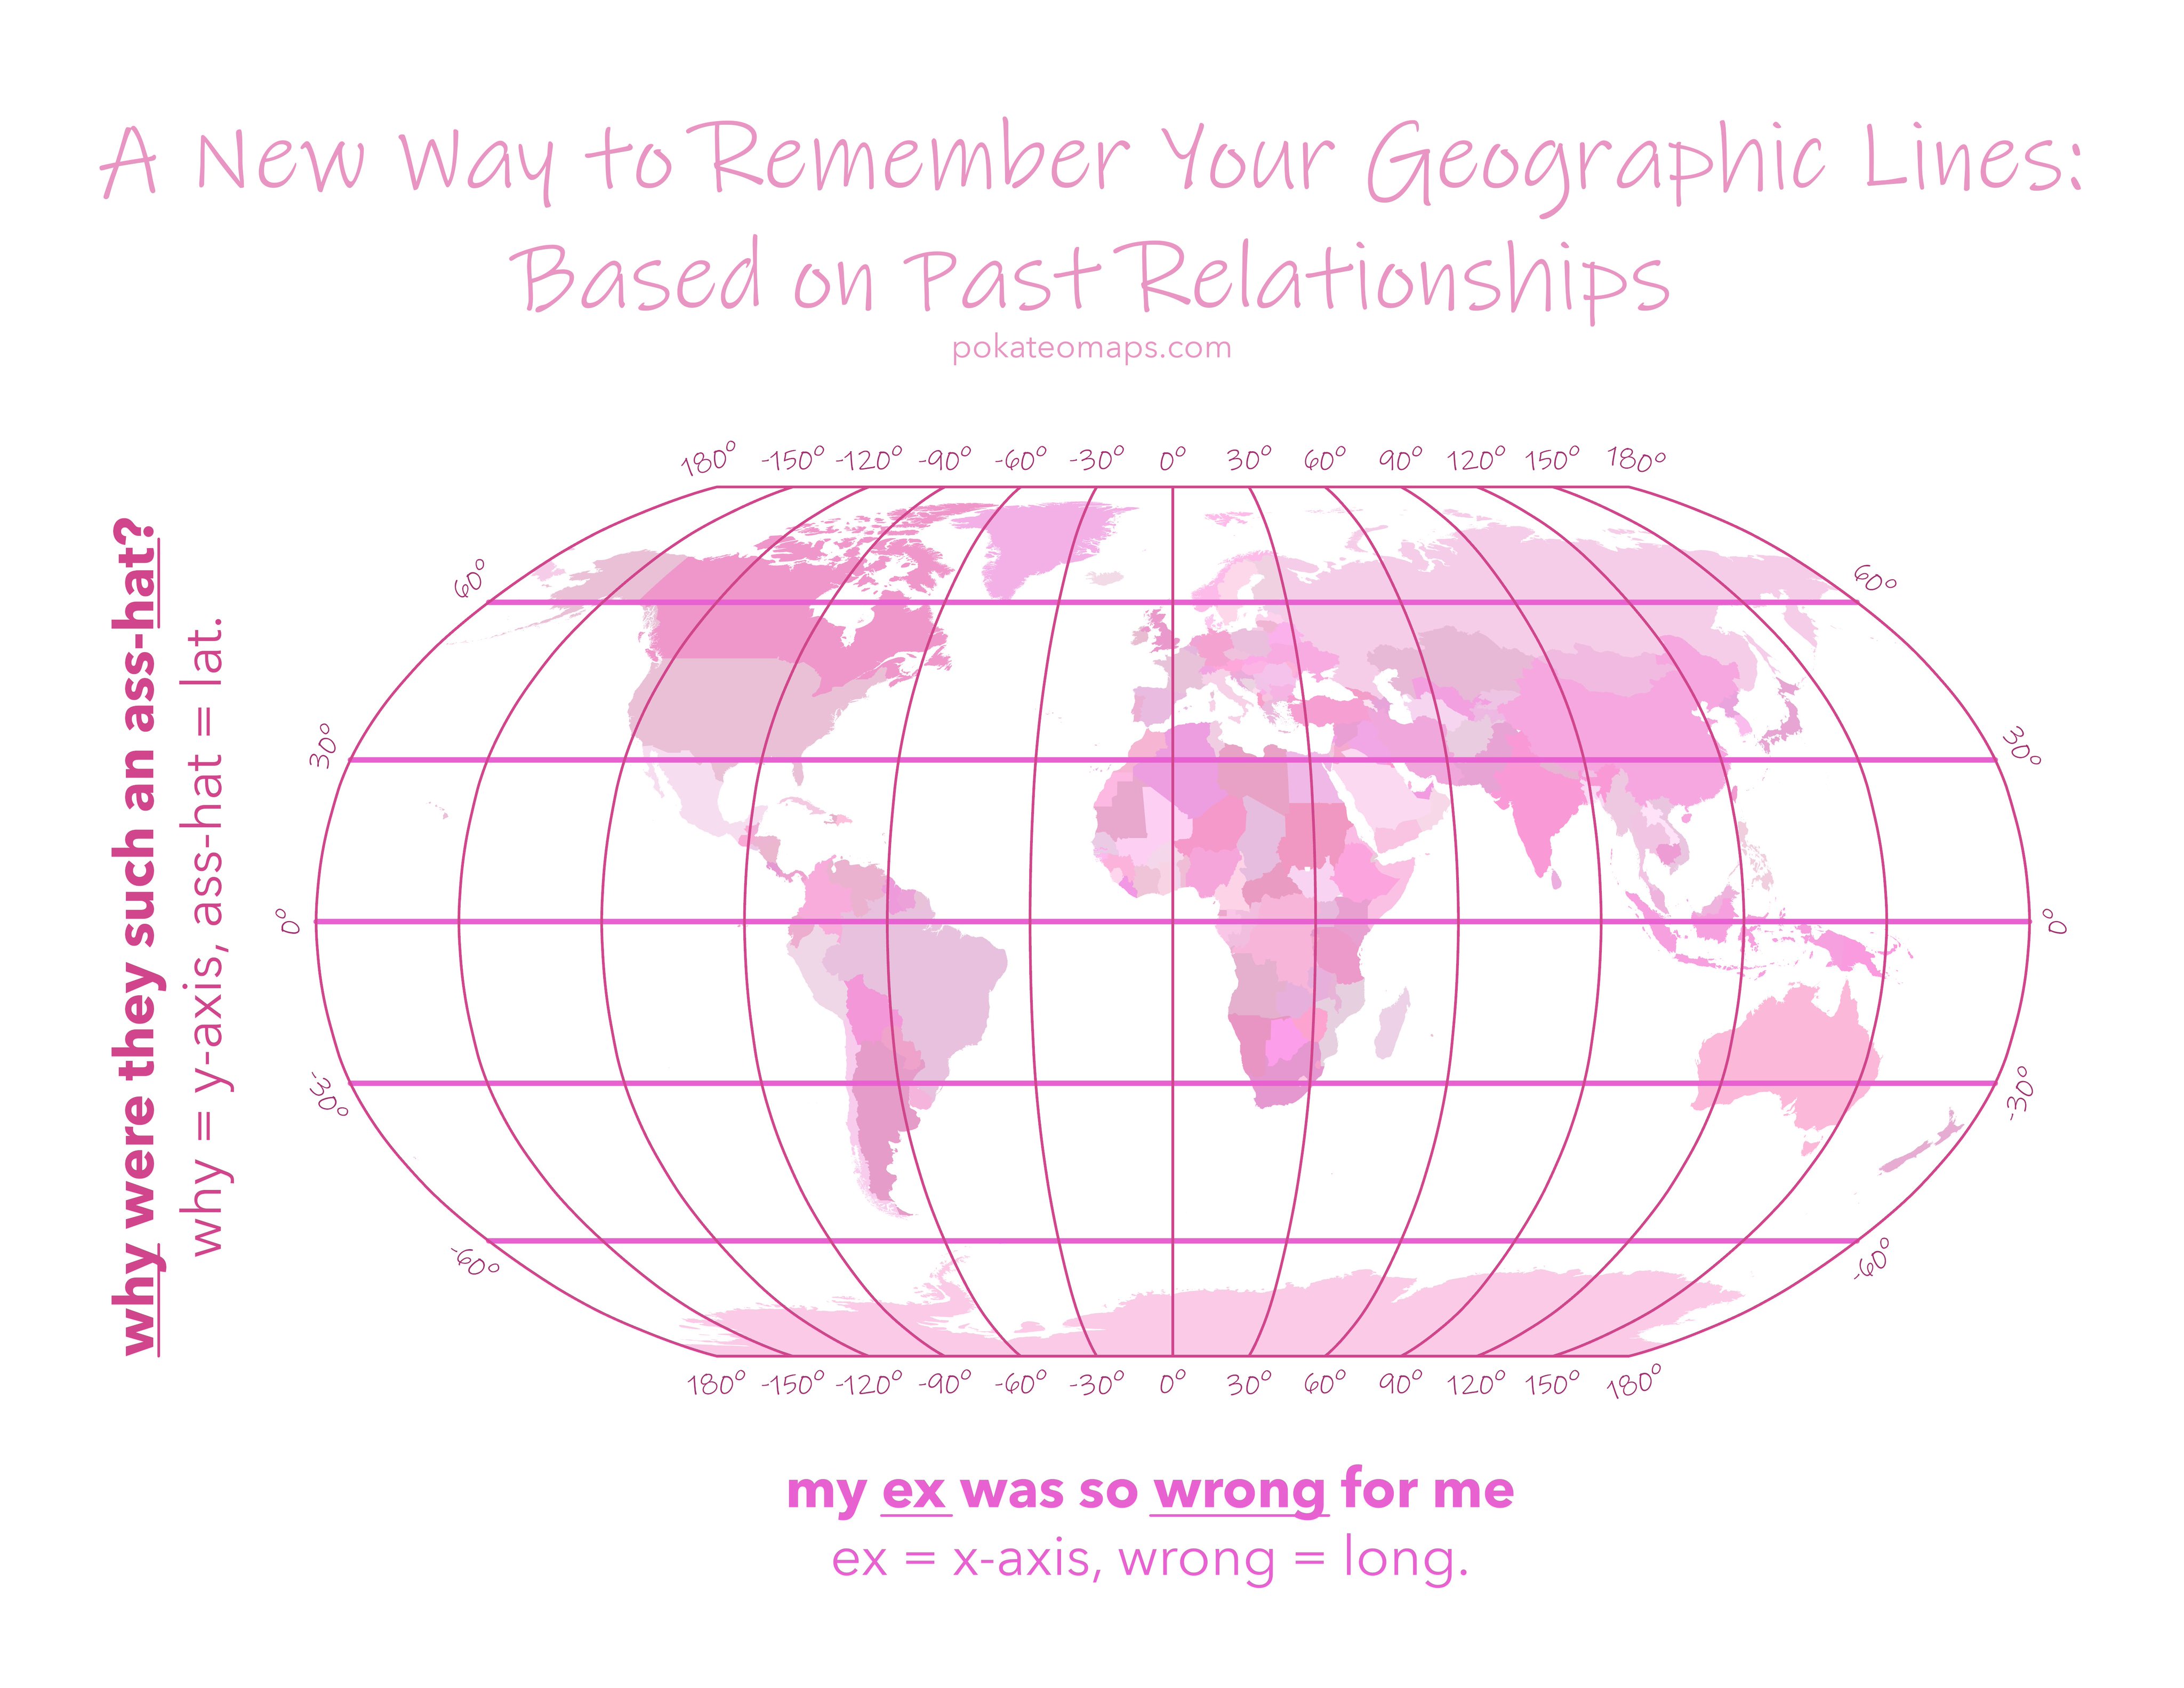 A New Way to Remember Your Geographic Lines:
Based on Past Relationships
pokateomaps.com
180° -150° -120° -90° -60° -30° 0° 30° 60° 90° 120° 150° 180°
why were they such an ass-hat?
why = y-axis, ass-hat = lat.
60° 60°
30° 30°
0° 0°
-30° -30°
-60° -60°
180° -150° -120° -90° -60° -30° 0° 30° 60° 90° 120° 150° 180°
my ex was so wrong for me
ex = x-axis, wrong = long.